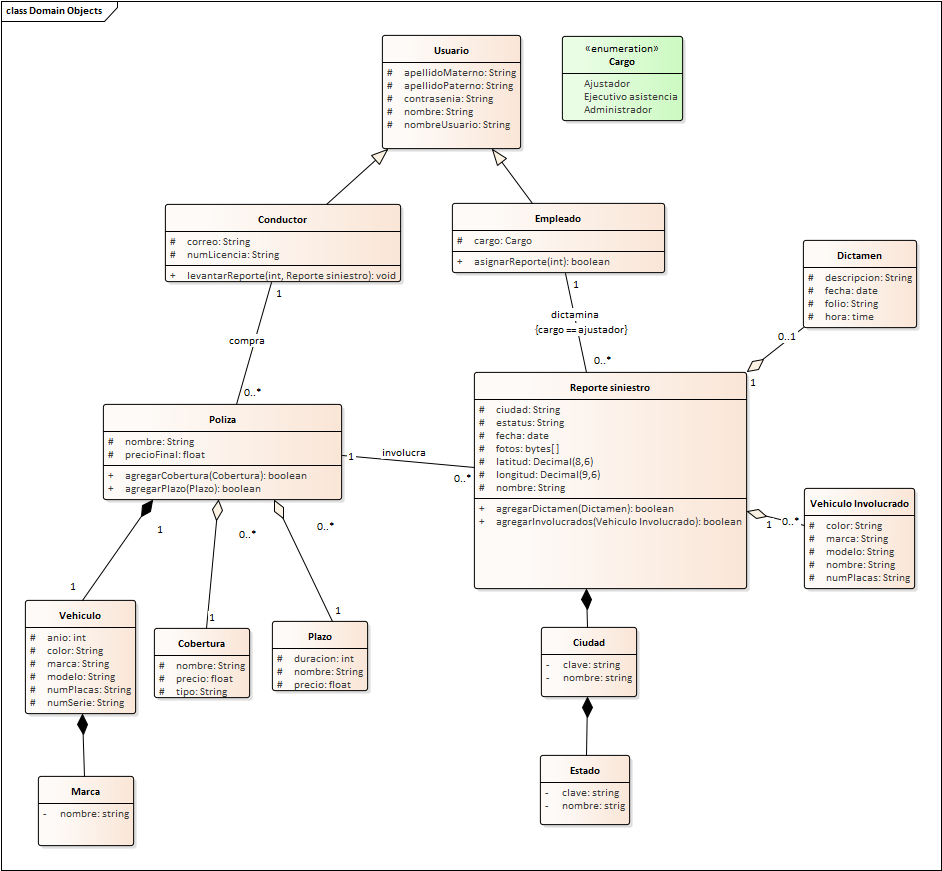 class Domain Objects
Usuario
# apellidoMaterno: String
# apellidoPaterno: String
# contrasenia: String
# nombre: String
# nombreUsuario: String
«enumeration»
Cargo
Ajustador
Ejecutivo asistencia
Administrador
Conductor
# correo: String
# numLicencia: String
+ levantarReporte(int, Reporte siniestro): void
Empleado
# cargo: Cargo
+ asignarReporte(int): boolean
Dictamen
# descripcion: String
# fecha: date
# folio: String
# hora: time
1
compra
0..*
1
dictamina
{cargo == ajustador}
0..*
0..1
1
Poliza
# nombre: String
# precioFinal: float
+ agregarCobertura(Cobertura): boolean
+ agregarPlazo(Plazo): boolean
1
involucra
0..*
Reporte siniestro
# ciudad: String
# estatus: String
# fecha: date
# fotos: bytes[]
# latitud: Decimal(8,6)
# longitud: Decimal(9,6)
# nombre: String
+ agregarDictamen(Dictamen): boolean
+ agregarInvolucrados(Vehiculo Involucrado): boolean
1
0..*
Vehiculo Involucrado
# color: String
# marca: String
# modelo: String
# nombre: String
# numPlacas: String
1
0..*
0..*
1
1
1
Vehiculo
# anio: int
# color: String
# marca: String
# modelo: String
# numPlacas: String
# numSerie: String
Cobertura
# nombre: String
# precio: float
# tipo: String
Plazo
# duracion: int
# nombre: String
# precio: float
Ciudad
- clave: string
- nombre: string
Marca
- nombre: string
Estado
- clave: string
- nombre: strig